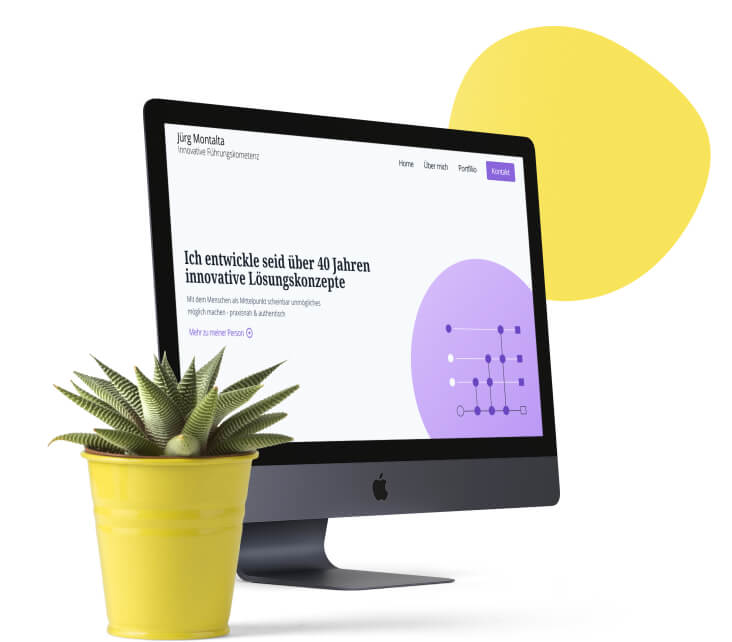 Jürg Montalta
Innovative Führungskometenz
Home Über mich Portfilio Kontakt
Ich entwickle seid über 40 Jahren
innovative Lösungskonzepte
Mit dem Menschen als Mittelpunkt scheinbar unmögliches
möglich machen - praxisnah & authentisch
Mehr zu meiner Person